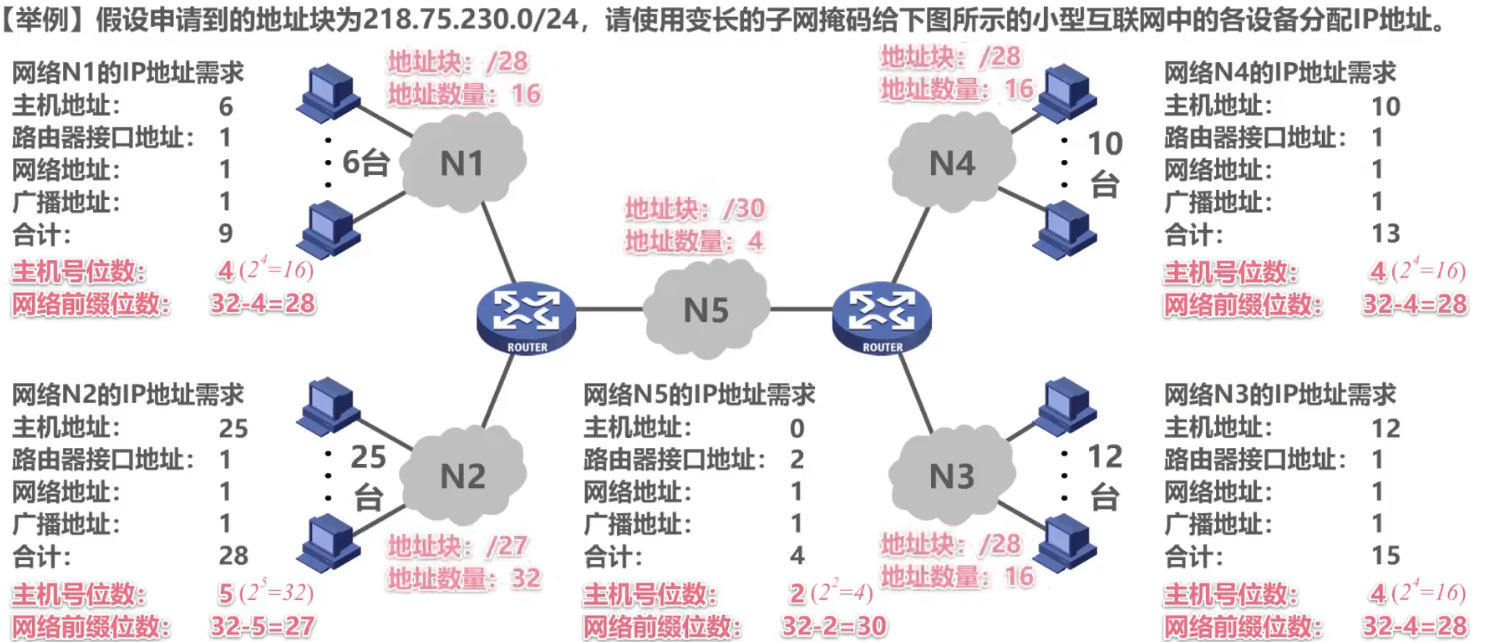 【举例】假设申请到的地址块为218.75.230.0/24，请使用变长的子网掩码给下图所示的小型互联网中的各设备分配IP地址。
网络N1的IP地址需求
主机地址： 6
路由器接口地址： 1
网络地址： 1
广播地址： 1
合计： 9
主机号位数： 4 (2^4=16)
网络前缀位数： 32-4=28
地址块：/28
地址数量：16
6台
N1
地址块：/28
地址数量：16
N4
10
台
网络N4的IP地址需求
主机地址： 10
路由器接口地址： 1
网络地址： 1
广播地址： 1
合计： 13
主机号位数： 4 (2^4=16)
网络前缀位数： 32-4=28
地址块：/30
地址数量：4
ROUTER
N5
ROUTER
网络N2的IP地址需求
主机地址： 25
路由器接口地址： 1
网络地址： 1
广播地址： 1
合计： 28
主机号位数： 5 (2^5=32)
网络前缀位数： 32-5=27
25
台
N2
地址块：/27
地址数量：32
网络N5的IP地址需求
主机地址： 0
路由器接口地址： 2
网络地址： 1
广播地址： 1
合计： 4
主机号位数： 2 (2^2=4)
网络前缀位数： 32-2=30
N3
12
台
地址块：/28
地址数量：16
网络N3的IP地址需求
主机地址： 12
路由器接口地址： 1
网络地址： 1
广播地址： 1
合计： 15
主机号位数： 4 (2^4=16)
网络前缀位数： 32-4=28